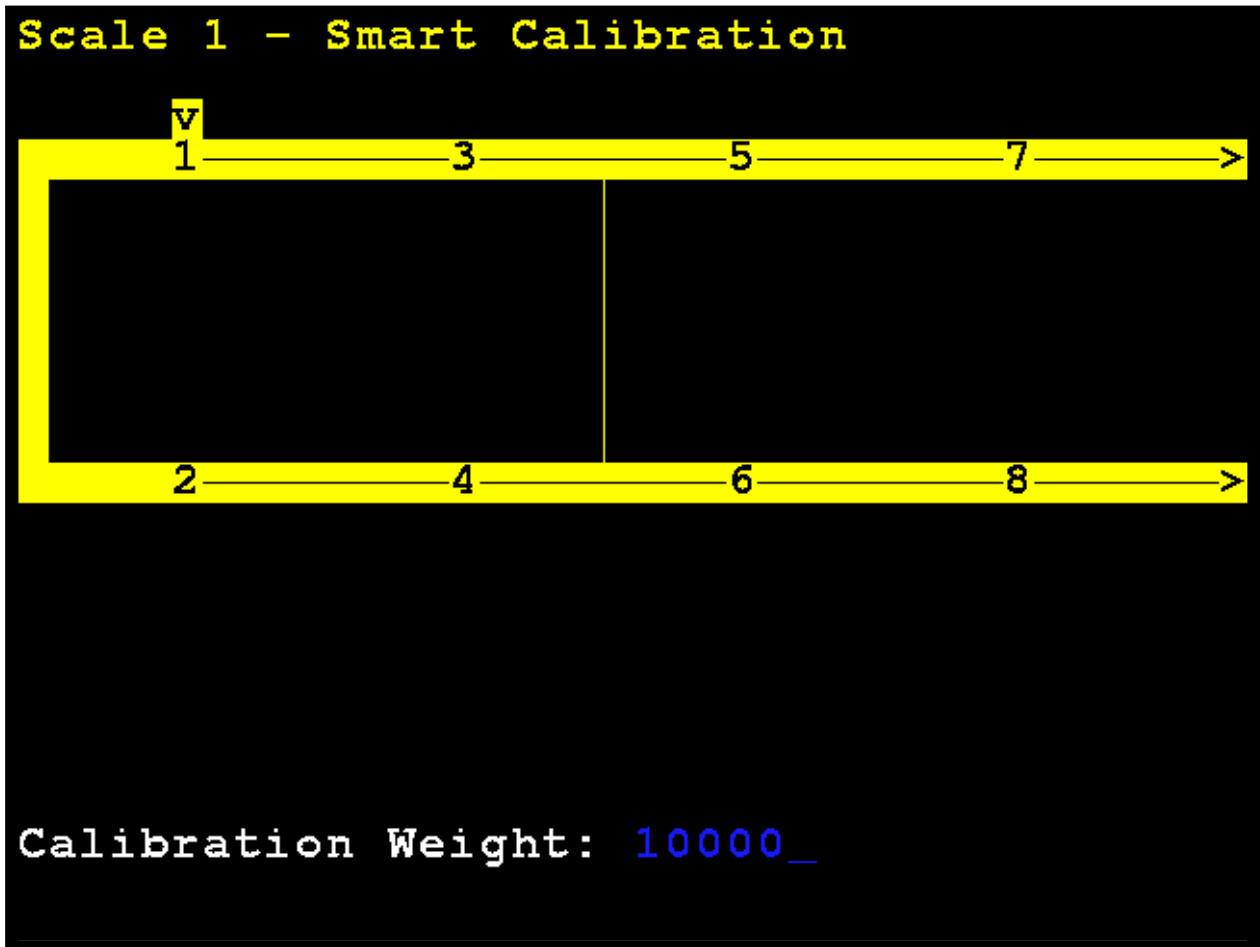 Scale 1 - Smart Calibration
v
1 3 5 7 >
2 4 6 8 >
Calibration Weight: 10000_